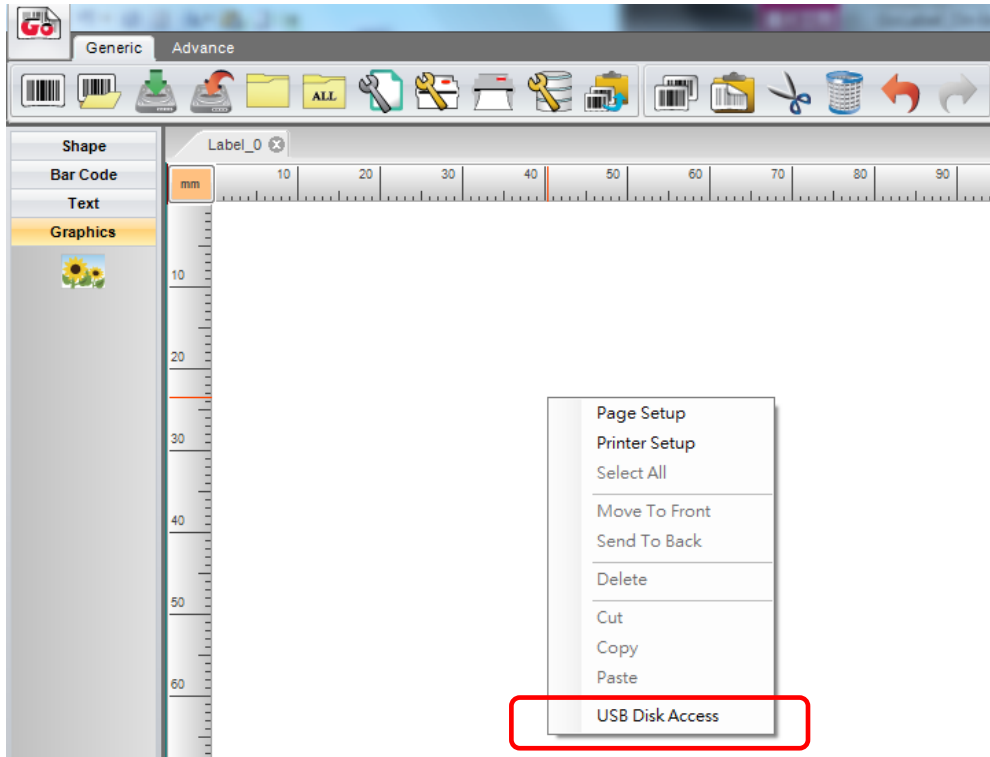 Go
Generic Advance
ALL
Shape
Bar Code
Text
Graphics
Label_0
mm 10 20 30 40 50 60 70 80 90
10
20
30
40
50
60
Page Setup
Printer Setup
Select All
Move To Front
Send To Back
Delete
Cut
Copy
Paste
USB Disk Access